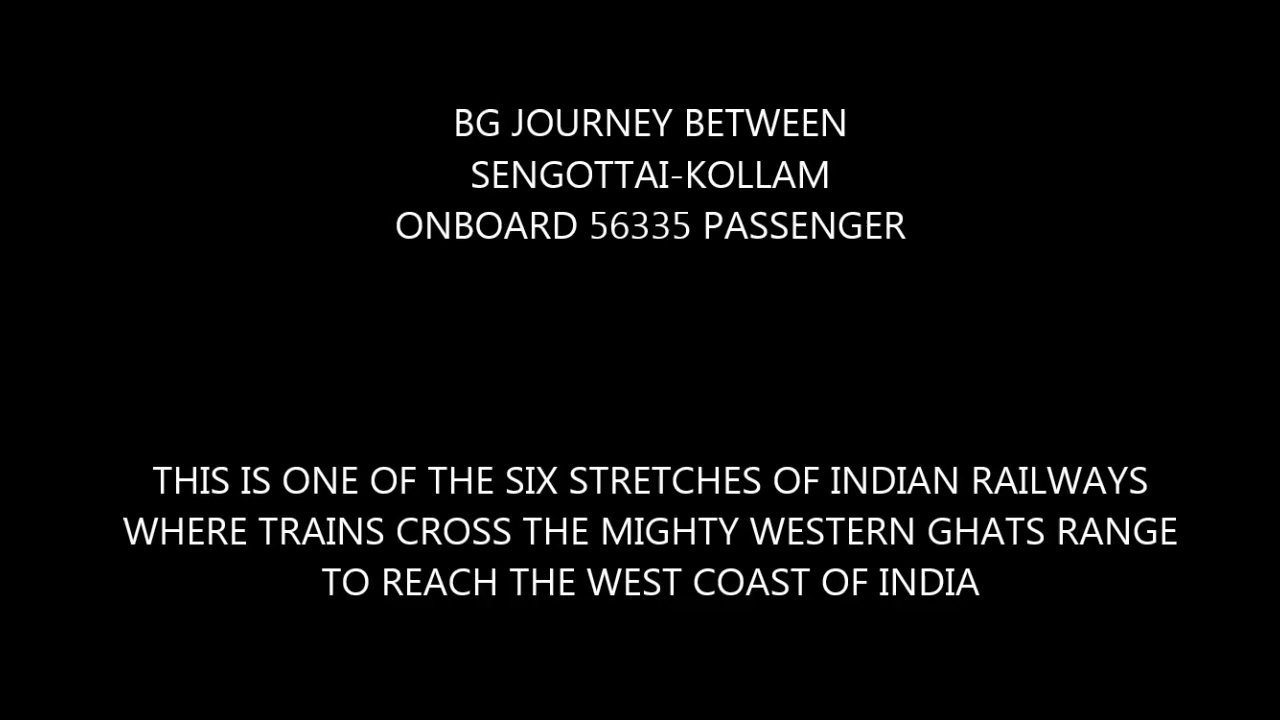 BG JOURNEY BETWEEN
SENGOTTAI-KOLLAM
ONBOARD 56335 PASSENGER
THIS IS ONE OF THE SIX STRETCHES OF INDIAN RAILWAYS
WHERE TRAINS CROSS THE MIGHTY WESTERN GHATS RANGE
TO REACH THE WEST COAST OF INDIA